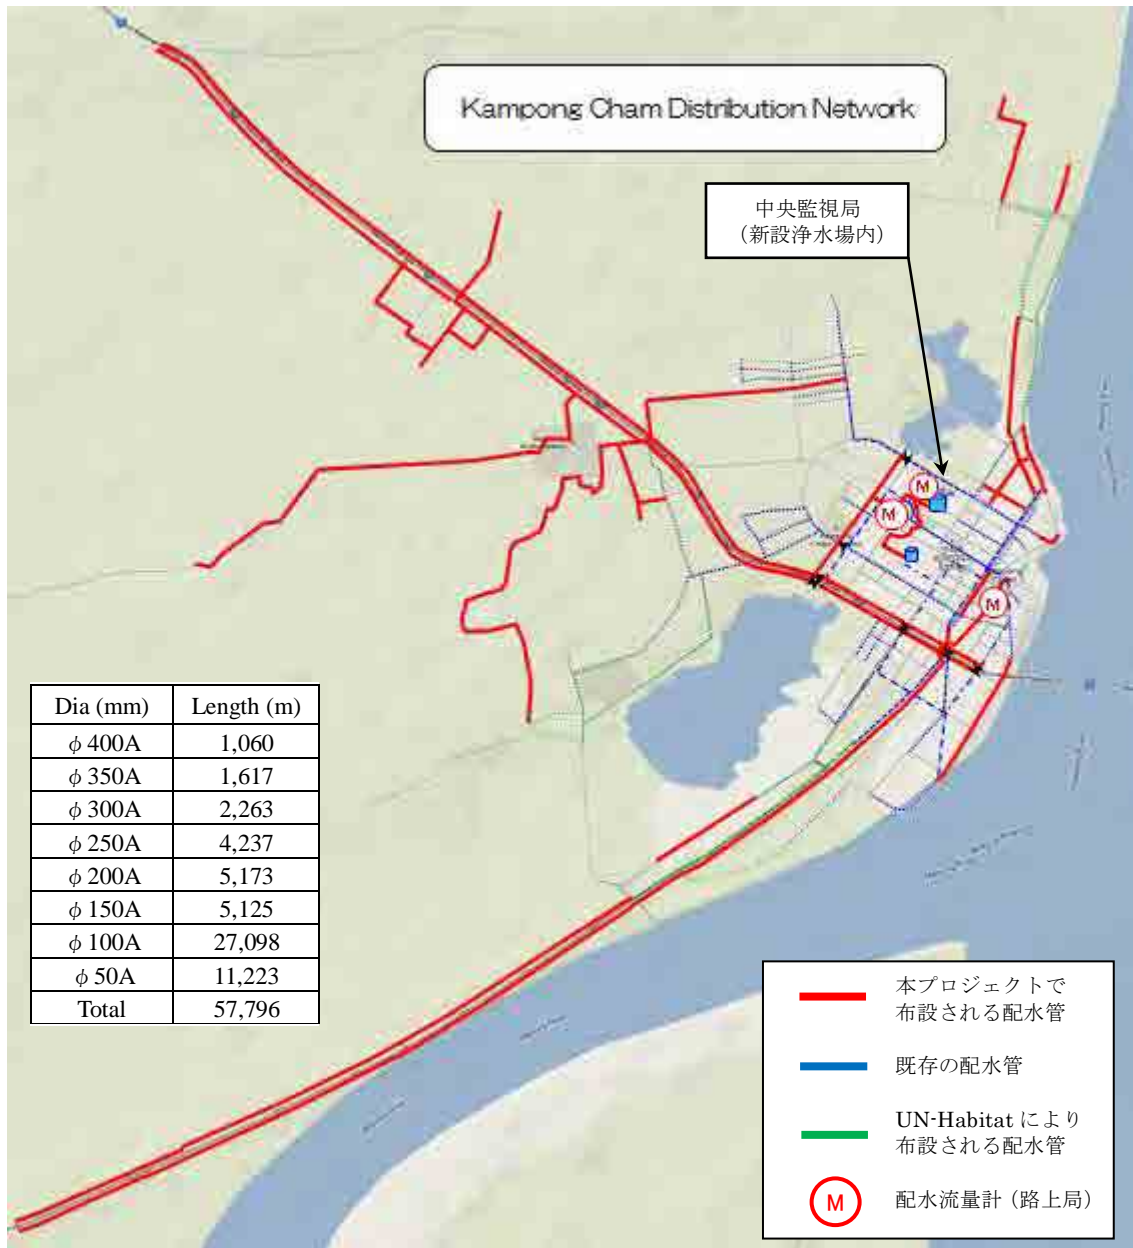 Kampong Cham Distribution Network
中央監視局
（新設浄水場内）
Dia (mm) Length (m)
φ 400A 1,060
φ 350A 1,617
φ 300A 2,263
φ 250A 4,237
φ 200A 5,173
φ 150A 5,125
φ 100A 27,098
φ 50A 11,223
Total 57,796
M
M
M
本プロジェクトで
布設される配水管
既存の配水管
UN-Habitat により
布設される配水管
M 配水流量計（路上局）